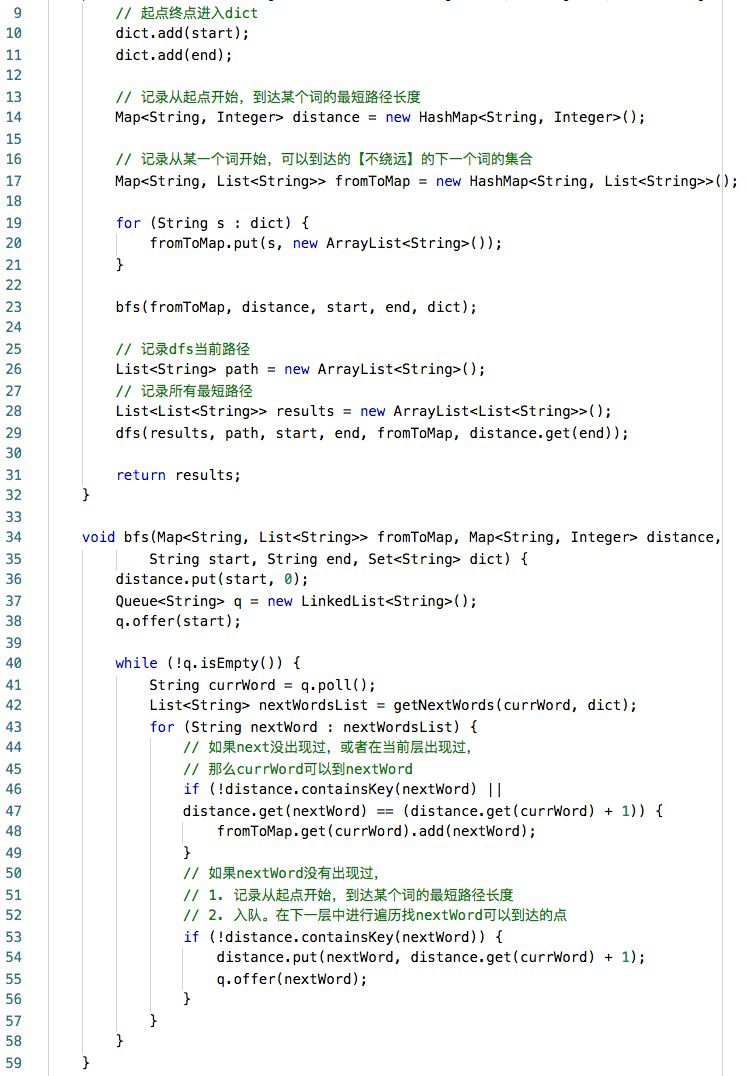 9 // 起点终点进入dict
10 dict.add(start);
11 dict.add(end);
12
13 // 记录从起点开始，到达某个词的最短路径长度
14 Map<String, Integer> distance = new HashMap<String, Integer>();
15
16 // 记录从某一个词开始，可以到达的【不绕远】的下一个词的集合
17 Map<String, List<String>> fromToMap = new HashMap<String, List<String>>();
18
19 for (String s : dict) {
20 fromToMap.put(s, new ArrayList<String>());
21 }
22
23 bfs(fromToMap, distance, start, end, dict);
24
25 // 记录dfs当前路径
26 List<String> path = new ArrayList<String>();
27 // 记录所有最短路径
28 List<List<String>> results = new ArrayList<List<String>>();
29 dfs(results, path, start, end, fromToMap, distance.get(end));
30
31 return results;
32 }
33
34 void bfs(Map<String, List<String>> fromToMap, Map<String, Integer> distance,
35 String start, String end, Set<String> dict) {
36 distance.put(start, 0);
37 Queue<String> q = new LinkedList<String>();
38 q.offer(start);
39
40 while (!q.isEmpty()) {
41 String currWord = q.poll();
42 List<String> nextWordsList = getNextWords(currWord, dict);
43 for (String nextWord : nextWordsList) {
44 // 如果next没出现过，或者在当前层出现过，
45 // 那么currWord可以到nextWord
46 if (!distance.containsKey(nextWord) ||
47 distance.get(nextWord) == (distance.get(currWord) + 1)) {
48 fromToMap.get(currWord).add(nextWord);
49 }
50 // 如果nextWord没有出现过，
51 // 1. 记录从起点开始，到达某个词的最短路径长度
52 // 2. 入队。在下一层中进行遍历找nextWord可以到达的点
53 if (!distance.containsKey(nextWord)) {
54 distance.put(nextWord, distance.get(currWord) + 1);
55 q.offer(nextWord);
56 }
57 }
58 }
59 }